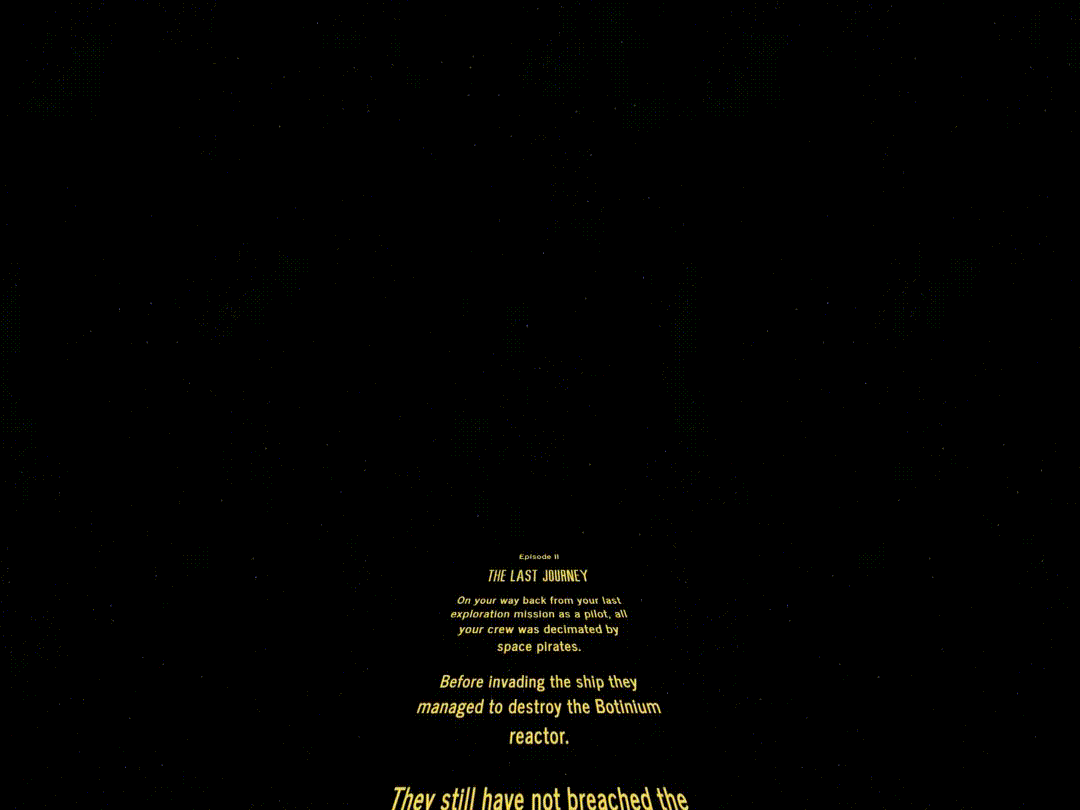 Episode II
THE LAST JOURNEY
On your way back from your last
exploration mission as a pilot, all
your crew was decimated by
space pirates.
Before invading the ship they
managed to destroy the Botinium
reactor.
They still have not breached the